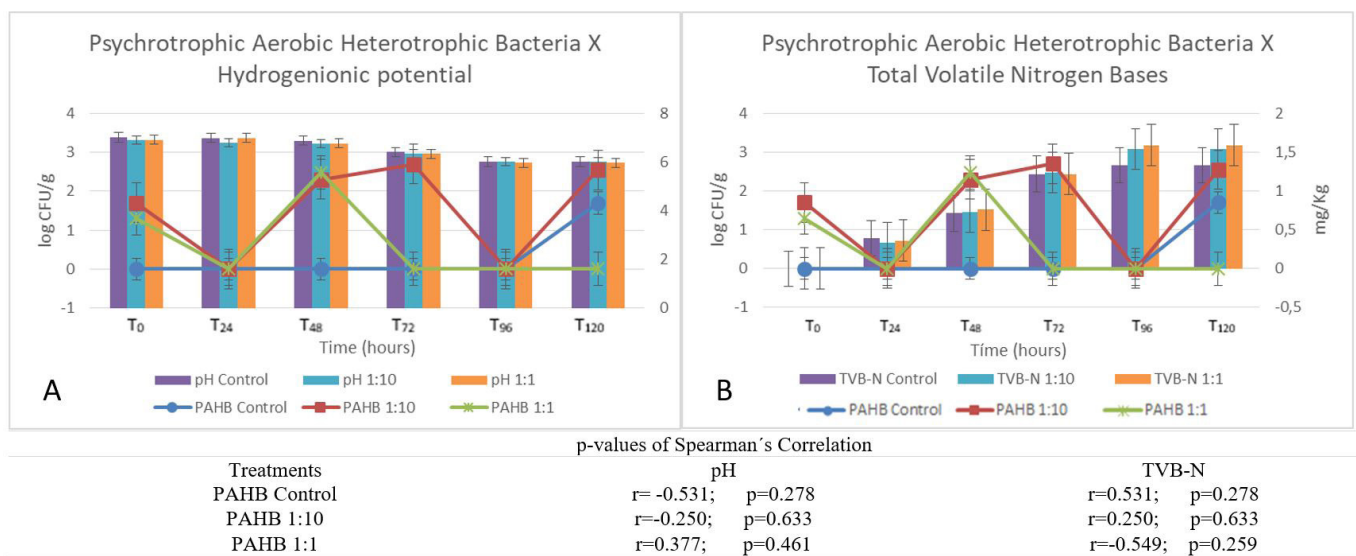 Psychrotrophic Aerobic Heterotrophic Bacteria X
Hydrogenionic potential
4
3
2
1
0
-1
log CFU/g
8
6
4
2
0
T0 T24 T48 T72 T96 T120
Time (hours)
pH Control pH 1:10 pH 1:1
PAHB Control PAHB 1:10 PAHB 1:1
A
Psychrotrophic Aerobic Heterotrophic Bacteria X
Total Volatile Nitrogen Bases
4
3
2
1
0
-1
log CFU/g
2
1,5
1
0,5
0
-0,5
mg/Kg
T0 T24 T48 T72 T96 T120
Tíme (hours)
TVB-N Control TVB-N 1:10 TVB-N 1:1
PAHB Control PAHB 1:10 PAHB 1:1
B
p-values of Spearman´s Correlation
Treatments pH TVB-N
PAHB Control r= -0.531; p=0.278 r=0.531; p=0.278
PAHB 1:10 r=-0.250; p=0.633 r=0.250; p=0.633
PAHB 1:1 r=0.377; p=0.461 r=-0.549; p=0.259